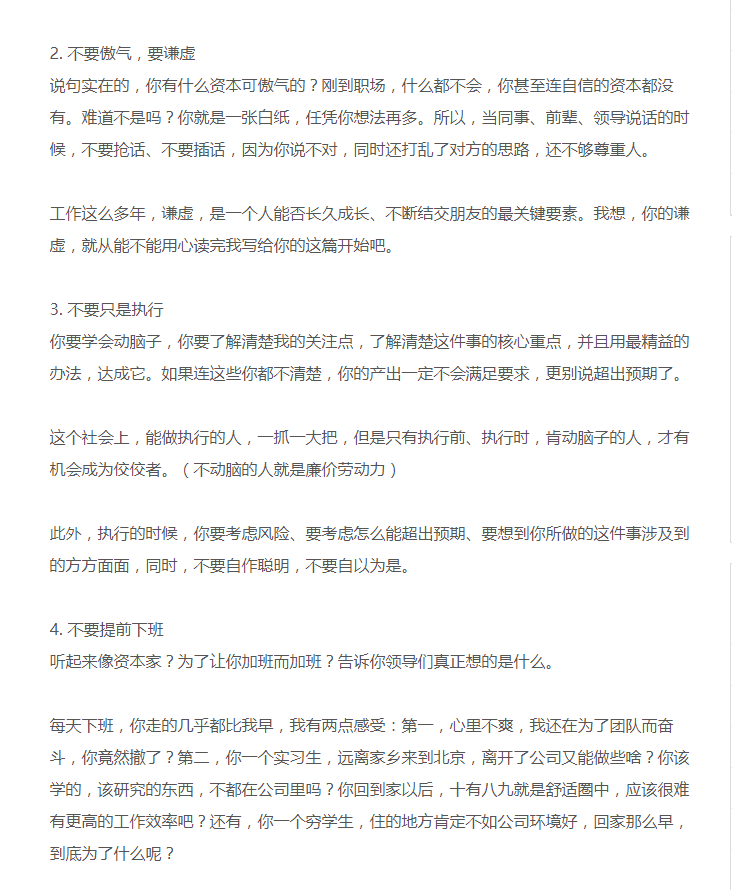 2. 不要傲气，要谦虚
说句实在的，你有什么资本可傲气的？刚到职场，什么都不会，你甚至连自信的资本都没
有。难道不是吗？你就是一张白纸，任凭你想法再多。所以，当同事、前辈、领导说话的时
候，不要抢话、不要插话，因为你说不对，同时还打乱了对方的思路，还不够尊重人。
工作这么多年，谦虚，是一个人能否长久成长、不断结交朋友的最关键要素。我想，你的谦
虚，就从能不能用心读完我写给你的这篇开始吧。
3. 不要只是执行
你要学会动脑子，你要了解清楚我的关注点，了解清楚这件事的核心重点，并且用最精益的
办法，达成它。如果连这些你都不清楚，你的产出一定不会满足要求，更别说超出预期了。
这个社会上，能做执行的人，一抓一大把，但是只有执行前、执行时，肯动脑子的人，才有
机会成为佼佼者。（不动脑的人就是廉价劳动力）
此外，执行的时候，你要考虑风险、要考虑怎么能超出预期、要想到你所做的这件事涉及到
的方方面面，同时，不要自作聪明，不要自以为是。
4. 不要提前下班
听起来像资本家？为了让你加班而加班？告诉你领导们真正想的是什么。
每天下班，你走的几乎都比我早，我有两点感受：第一，心里不爽，我还在为了团队而奋
斗，你竟然撤了？第二，你一个实习生，远离家乡来到北京，离开了公司又能做些啥？你该
学的，该研究的东西，不都在公司里吗？你回到家以后，十有八九就是舒适圈中，应该很难
有更高的工作效率吧？还有，你一个穷学生，住的地方肯定不如公司环境好，回家那么早，
到底为了什么呢？